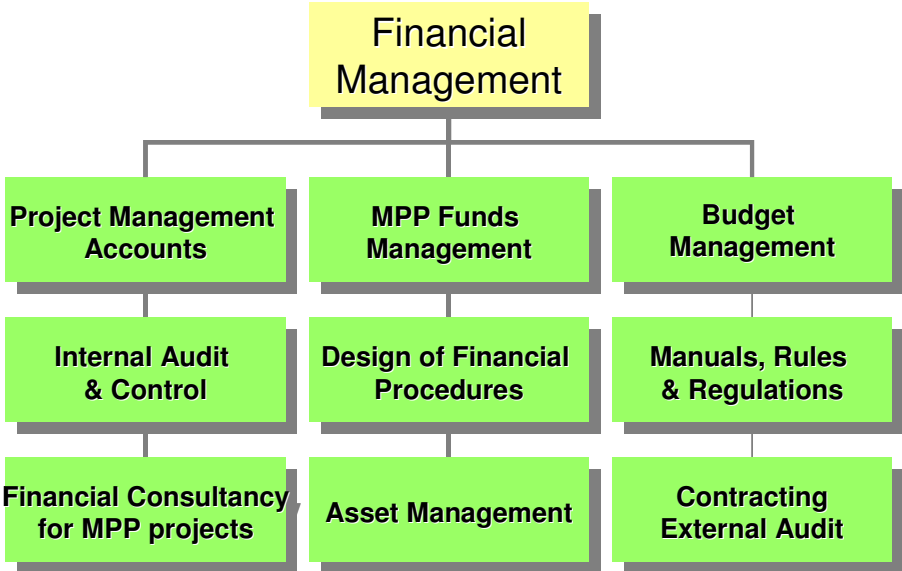 Financial
Management
Project Management
Accounts
MPP Funds
Management
Budget
Management
Internal Audit
& Control
Design of Financial
Procedures
Manuals, Rules
& Regulations
Financial Consultancy
for MPP projects
Asset Management
Contracting
External Audit